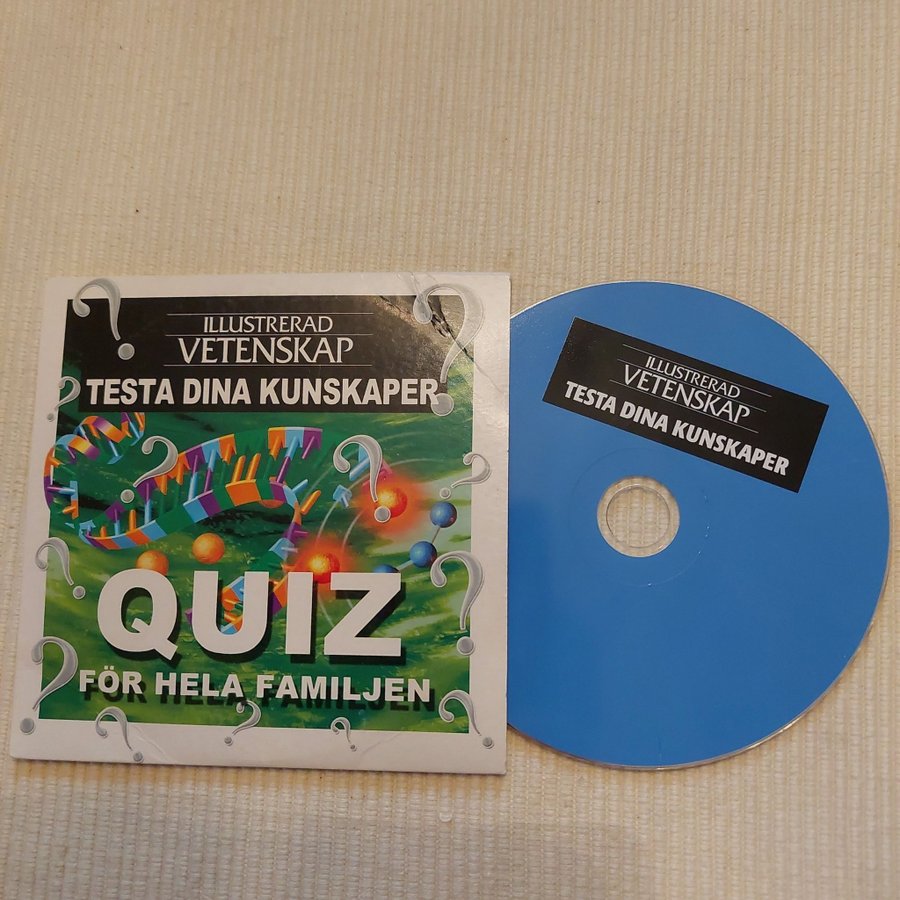 ILLUSTRERAD
VETENSKAP
TESTA DINA KUNSKAPER
QUIZ
FÖR HELA FAMILJEN
ILLUSTRERAD
VETENSKAP
TESTA DINA KUNSKAPER